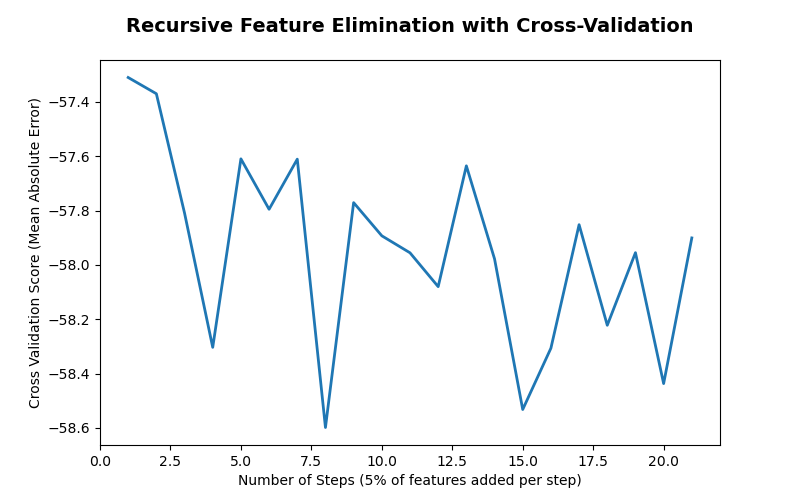 Recursive Feature Elimination with Cross-Validation
Cross Validation Score (Mean Absolute Error)
−57.4
−57.6
−57.8
−58.0
−58.2
−58.4
−58.6
0.0 2.5 5.0 7.5 10.0 12.5 15.0 17.5 20.0
Number of Steps (5% of features added per step)